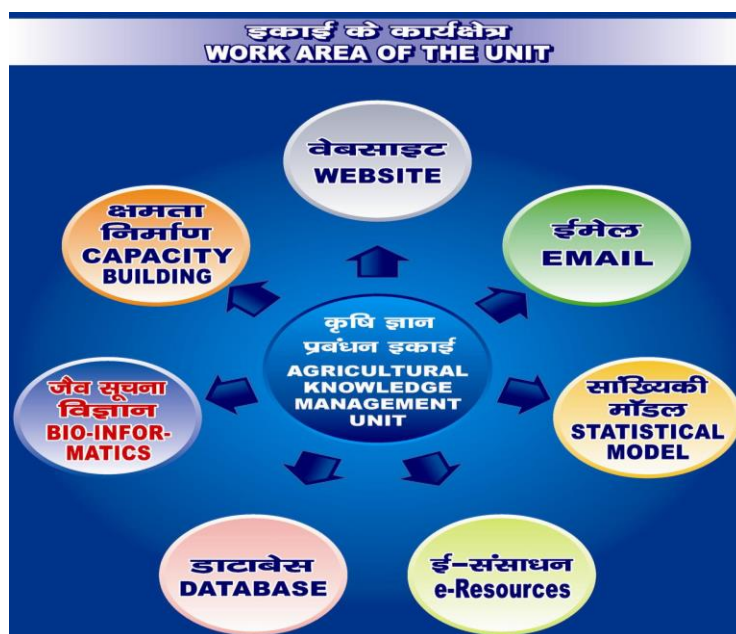 इकाई के कार्यक्षेत्र
WORK AREA OF THE UNIT
वेबसाइट
WEBSITE
क्षमता
निर्माण
CAPACITY
BUILDING
ईमेल
EMAIL
कृषि ज्ञान
प्रबंधन इकाई
AGRICULTURAL
KNOWLEDGE
MANAGEMENT
UNIT
जैव सूचना
विज्ञान
BIO-INFOR-
MATICS
सांख्यिकी
मॉडल
STATISTICAL
MODEL
डाटाबेस
DATABASE
ई-संसाधन
e-Resources